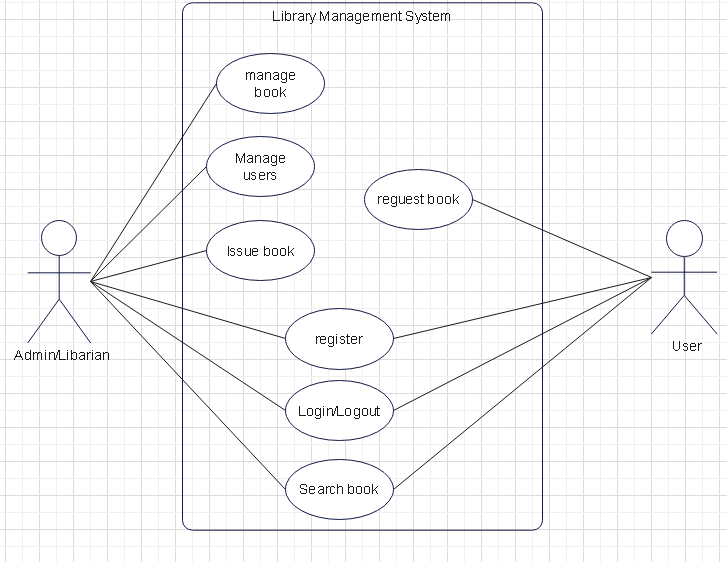 Library Management System
manage
book
Manage
users
reguest book
Issue book
register
Admin/Libarian
User
Login/Logout
Search book